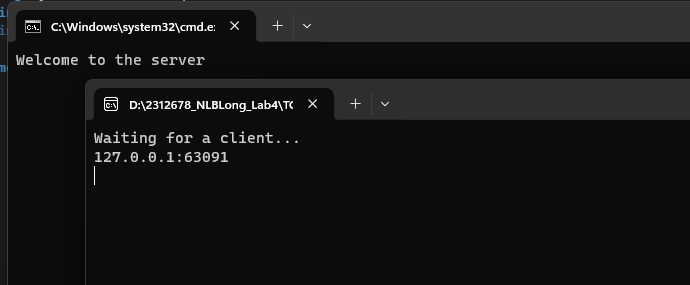 C:\Windows\system32\cmd.e
Welcome to the server
D:\2312678_NLBLong_Lab4\T
Waiting for a client...
127.0.0.1:63091